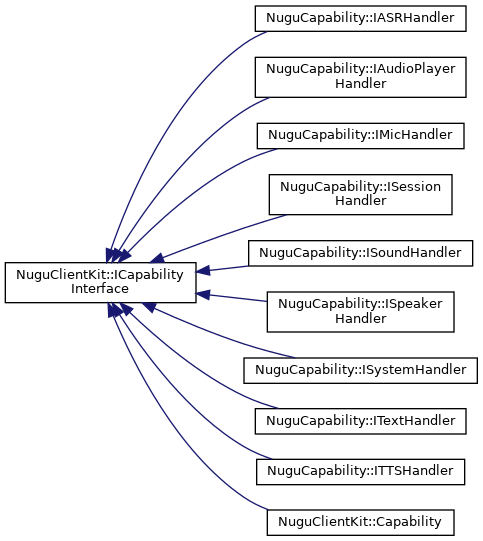 NuguCapability::IASRHandler
NuguCapability::IAudioPlayer
Handler
NuguCapability::IMicHandler
NuguCapability::ISession
Handler
NuguCapability::ISoundHandler
NuguClientKit::ICapability
Interface
NuguCapability::ISpeaker
Handler
NuguCapability::ISystemHandler
NuguCapability::ITextHandler
NuguCapability::ITTSHandler
NuguClientKit::Capability